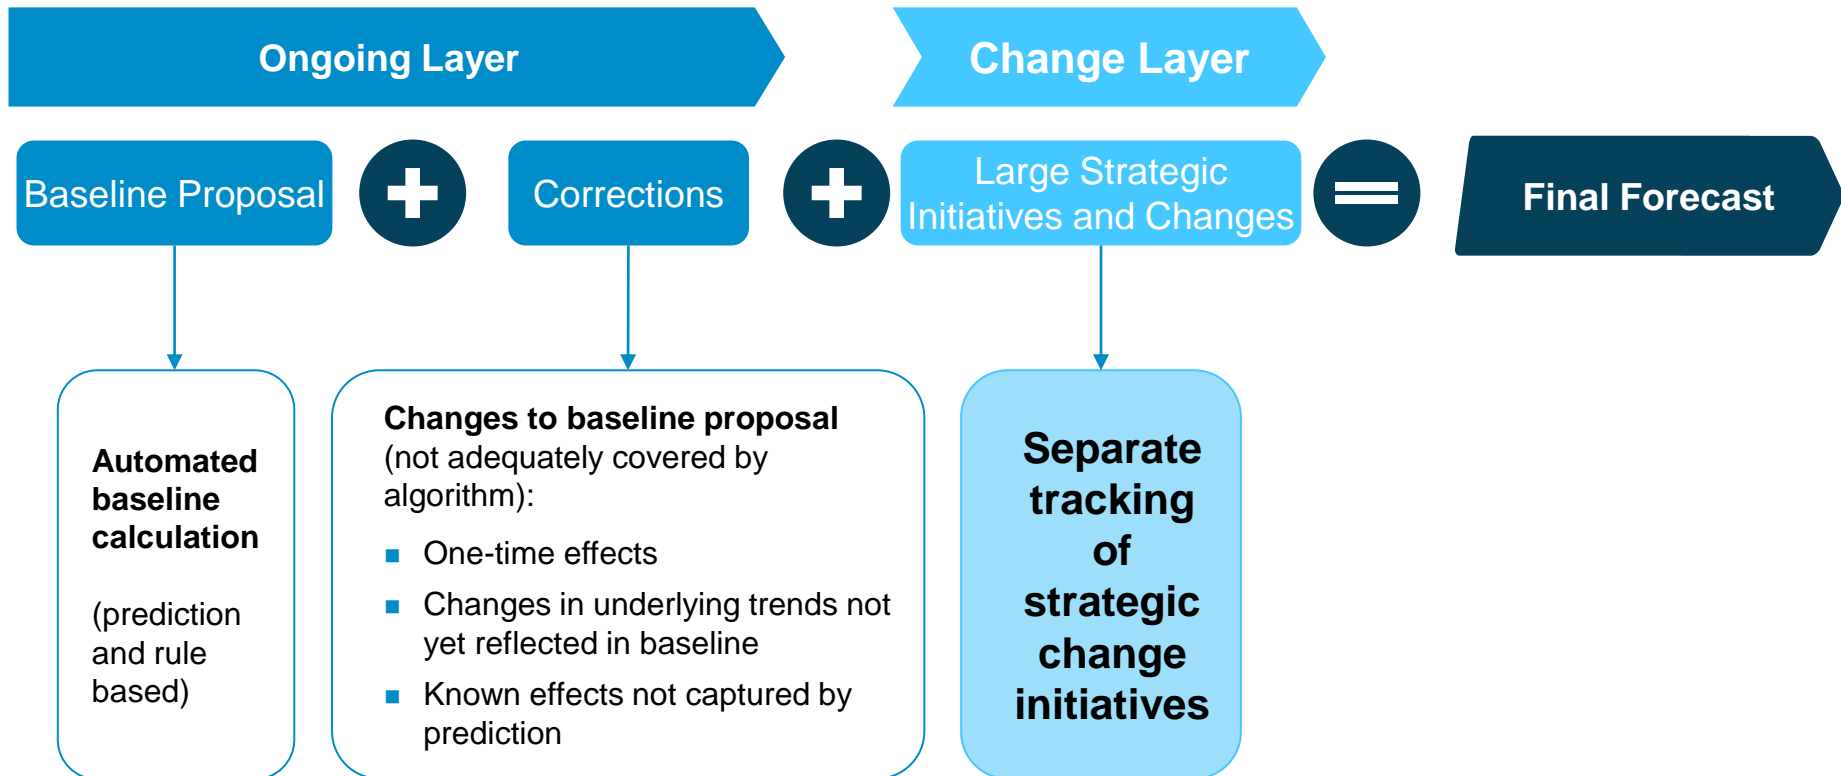 Ongoing Layer
Change Layer
Baseline Proposal
Corrections
Large Strategic
Initiatives and Changes
Final Forecast
Automated
baseline
calculation
(prediction
and rule
based)
Changes to baseline proposal
(not adequately covered by
algorithm):
One-time effects
Changes in underlying trends not
yet reflected in baseline
Known effects not captured by
prediction
Separate
tracking
of
strategic
change
initiatives